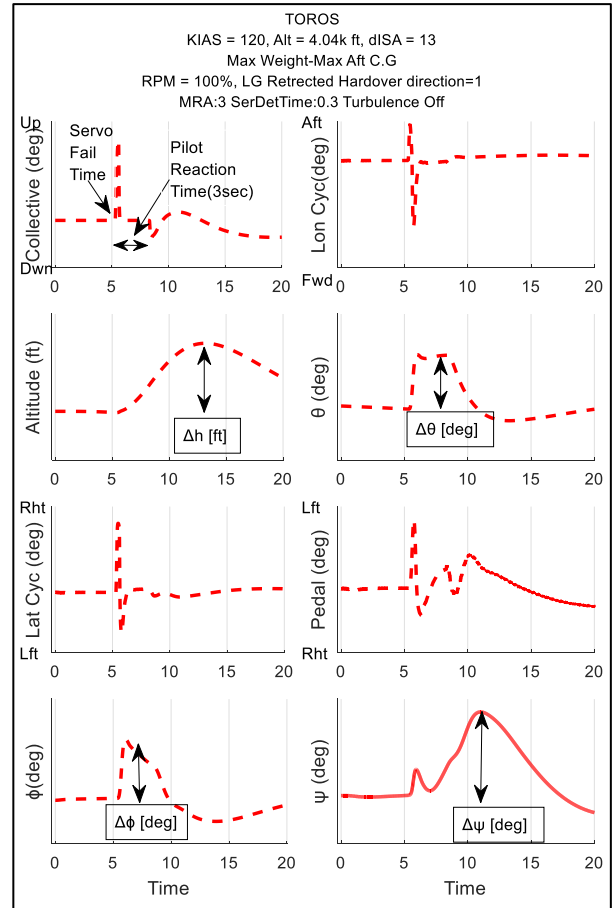 TOROS
KIAS = 120, Alt = 4.04k ft, dISA = 13
Max Weight-Max Aft C.G
RPM = 100%, LG Retrected Hardover direction=1
MRA:3 SerDetTime:0.3 Turbulence Off
Up
Collective (deg)
Dwn
Servo
Fail
Time
Pilot
Reaction
Time(3sec)
0 5 10 15 20
Aft
Lon Cyc(deg)
Fwd
0 5 10 15 20
Altitude (ft)
Δh [ft]
0 5 10 15 20
θ (deg)
Δθ [deg]
0 5 10 15 20
Rht
Lat Cyc (deg)
Lft
0 5 10 15 20
Lft
Pedal (deg)
Rht
0 5 10 15 20
ϕ(deg)
Δϕ [deg]
0 5 10 15 20
Time
ψ (deg)
Δψ [deg]
0 5 10 15 20
Time